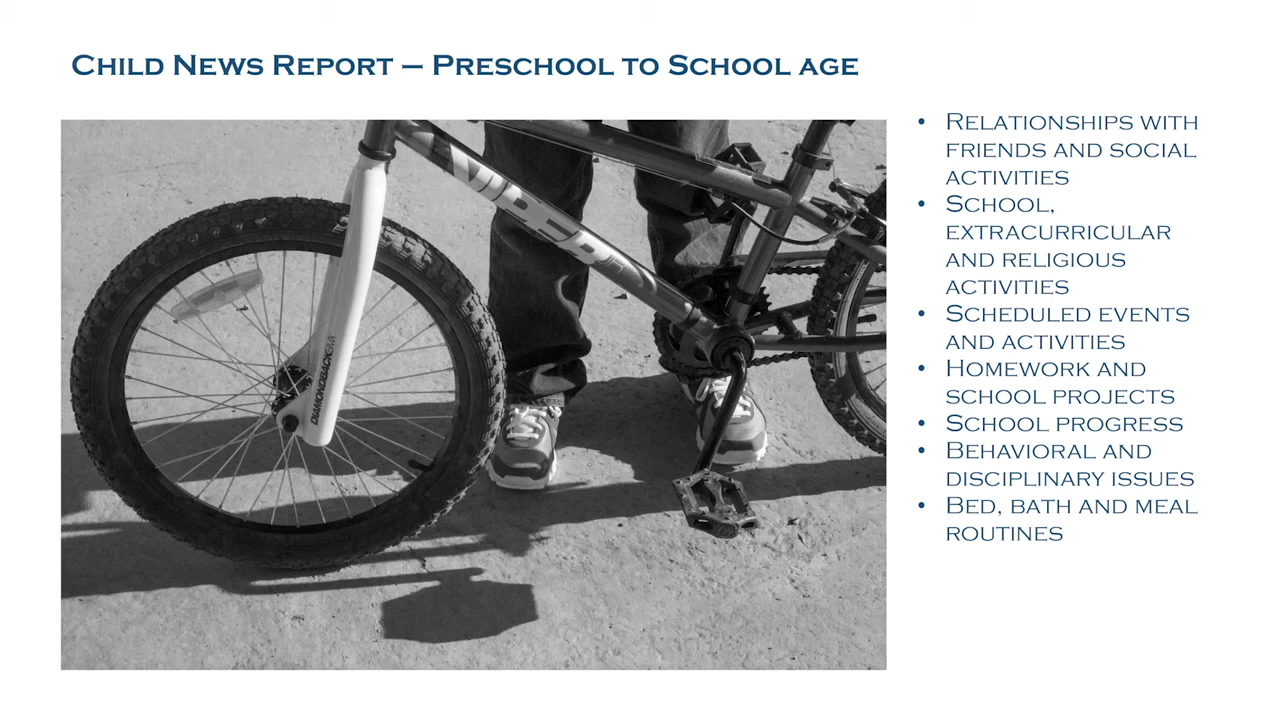 Child News Report – Preschool to School age
• Relationships with
friends and social
activities
• School,
extracurricular
and religious
activities
• Scheduled events
and activities
• Homework and
school projects
• School progress
• Behavioral and
disciplinary issues
• Bed, bath and meal
routines
VIPER
DIAMONDBACK BMX